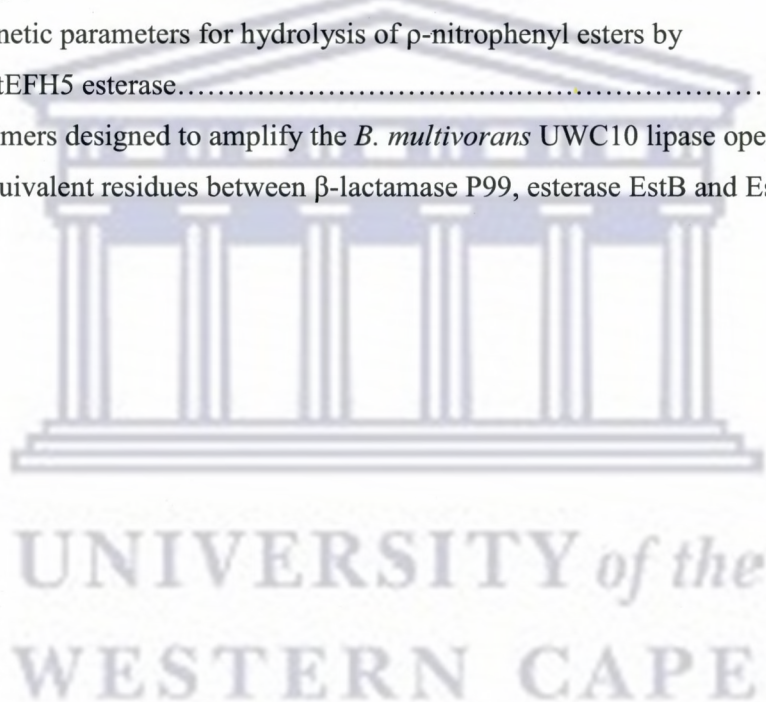 netic parameters for hydrolysis of ρ-nitrophenyl esters by
tEFH5 esterase............................................................
mers designed to amplify the B. multivorans UWC10 lipase ope
uivalent residues between β-lactamase P99, esterase EstB and Es
UNIVERSITY of the
WESTERN CAPE